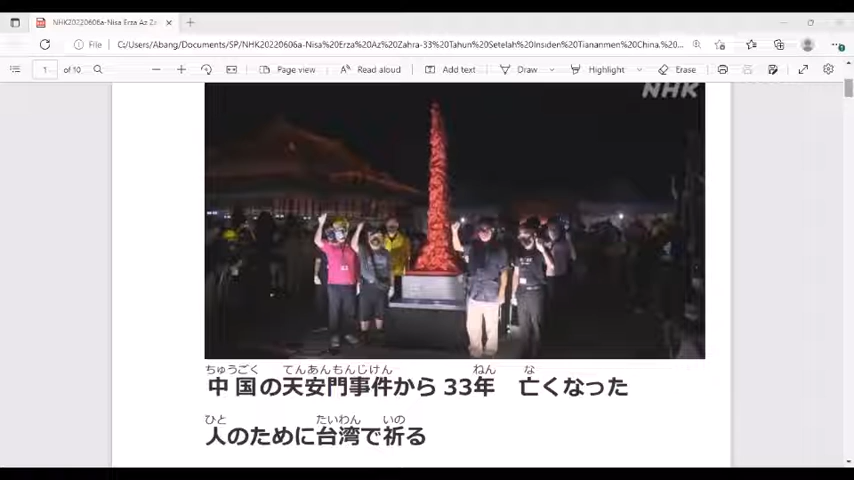 NHK20220606a-Nisa Erza Az Za
File
C:/Users/Abang/Documents/SP/NHK20220606a-Nisa%20Erza%20Az%20Zahra-33%20Tahun%20Setelah%20Insiden%20Tiananmen%20China.%20...
1 of 10
Page view
Read aloud
Add text
Draw
Highlight
Erase
NHK
ちゅうごく てんあんもんじけん ねん な
中国の天安門事件から 33年 亡くなった
ひと たいわん いの
人のために台湾で祈る